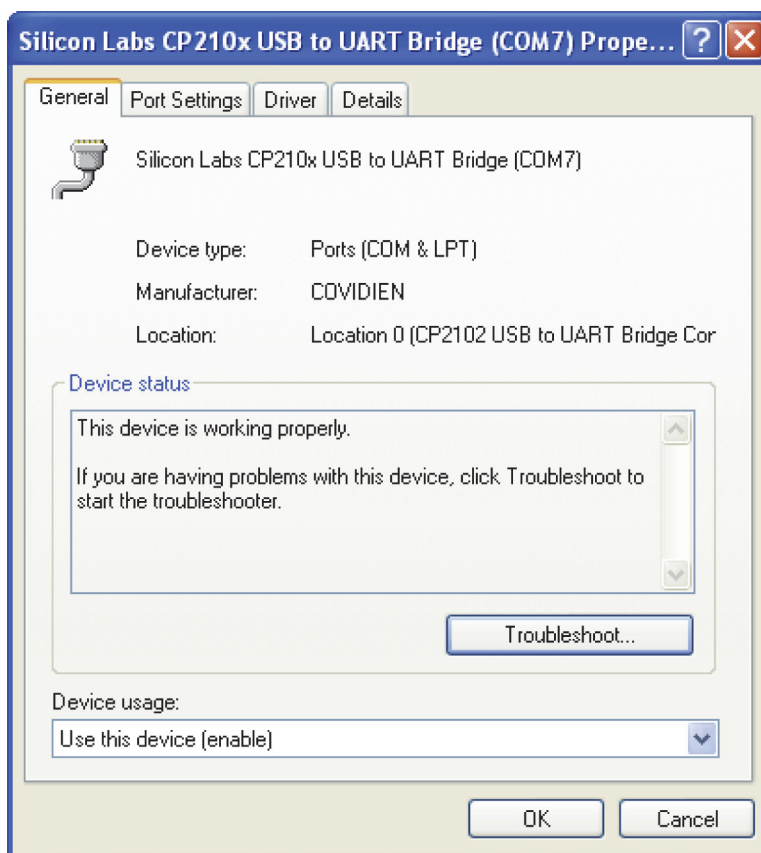 Silicon Labs CP210x USB to UART Bridge (COM7) Prope...
General Port Settings Driver Details
Silicon Labs CP210x USB to UART Bridge (COM7)
Device type: Ports (COM & LPT)
Manufacturer: COVIDIEN
Location: Location 0 (CP2102 USB to UART Bridge Cor
Device status
This device is working properly.
If you are having problems with this device, click Troubleshoot to
start the troubleshooter.
Troubleshoot...
Device usage:
Use this device (enable)
OK Cancel